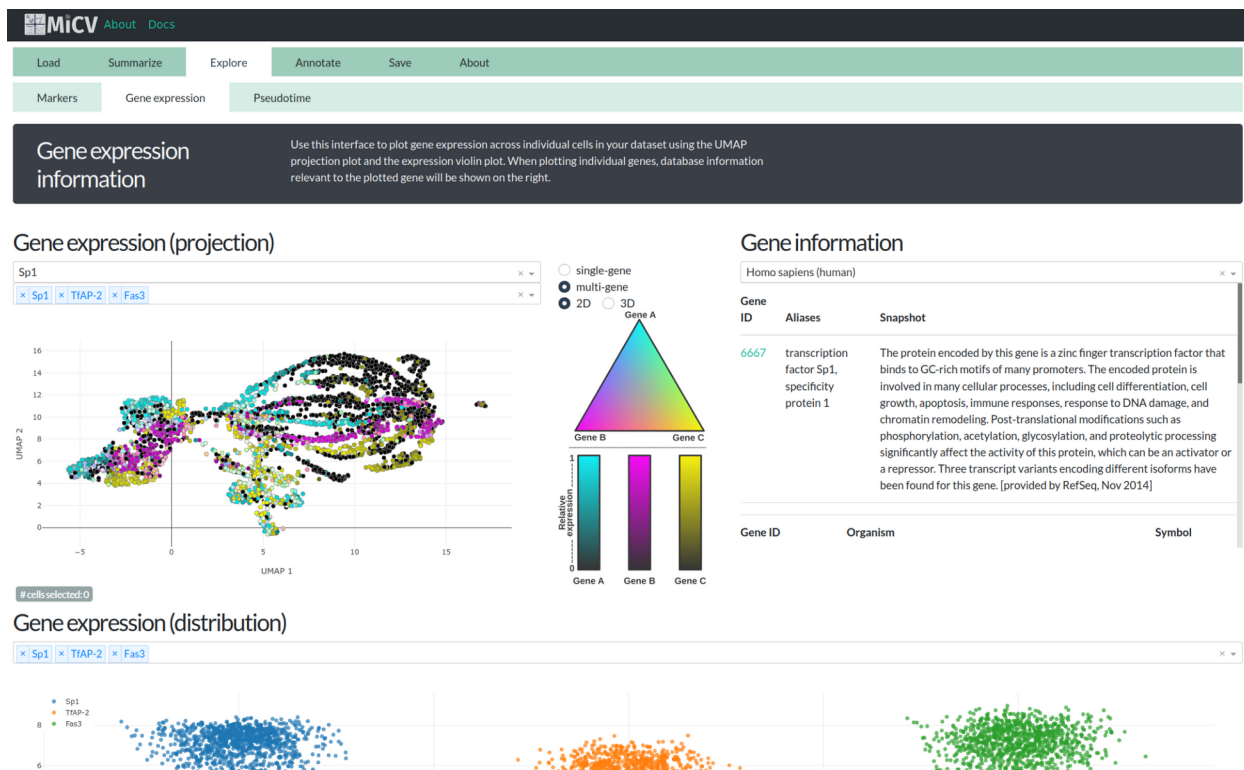 MiCV About Docs
Load Summarize Explore Annotate Save About
Markers Gene expression Pseudotime
Gene expression
information
Use this interface to plot gene expression across individual cells in your dataset using the UMAP
projection plot and the expression violin plot. When plotting individual genes, database information
relevant to the plotted gene will be shown on the right.
Gene expression (projection)
Sp1 ×
× Sp1 × TfAP-2 × Fas3 ×
single-gene
multi-gene
2D 3D
Gene A
Gene B Gene C
1
Relative
expression
0
Gene A Gene B Gene C
16
14
12
10
8
6
4
2
0
UMAP 2
−5 0 5 10 15
UMAP 1
Gene information
Homo sapiens (human) ×
Gene
ID Aliases Snapshot
6667
transcription
factor Sp1,
specificity
protein 1
The protein encoded by this gene is a zinc finger transcription factor that
binds to GC-rich motifs of many promoters. The encoded protein is
involved in many cellular processes, including cell differentiation, cell
growth, apoptosis, immune responses, response to DNA damage, and
chromatin remodeling. Post-translational modifications such as
phosphorylation, acetylation, glycosylation, and proteolytic processing
significantly affect the activity of this protein, which can be an activator or
a repressor. Three transcript variants encoding different isoforms have
been found for this gene. [provided by RefSeq, Nov 2014]
Gene ID Organism Symbol
# cells selected: 0
Gene expression (distribution)
× Sp1 × TfAP-2 × Fas3 ×
Sp1
TfAP-2
Fas3
8
6